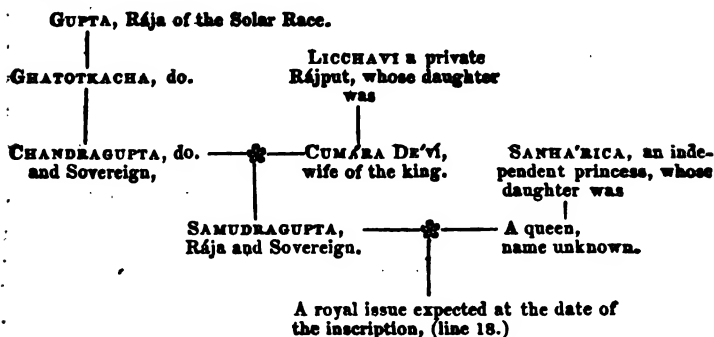 GUPTA, Rája of the Solar Race.
LICCHAVI a private
GHATOTKACHA, do.
Rájput, whose daughter
was
CHANDRAGUPTA, do.
and Sovereign,
CUMÁRA DE'VÍ,
wife of the king.
SANHA'RICA, an inde-
pendent princess, whose
daughter was
SAMUDRAGUPTA,
Rája and Sovereign.
A queen,
name unknown.
A royal issue expected at the date of
the inscription, (line 18.)